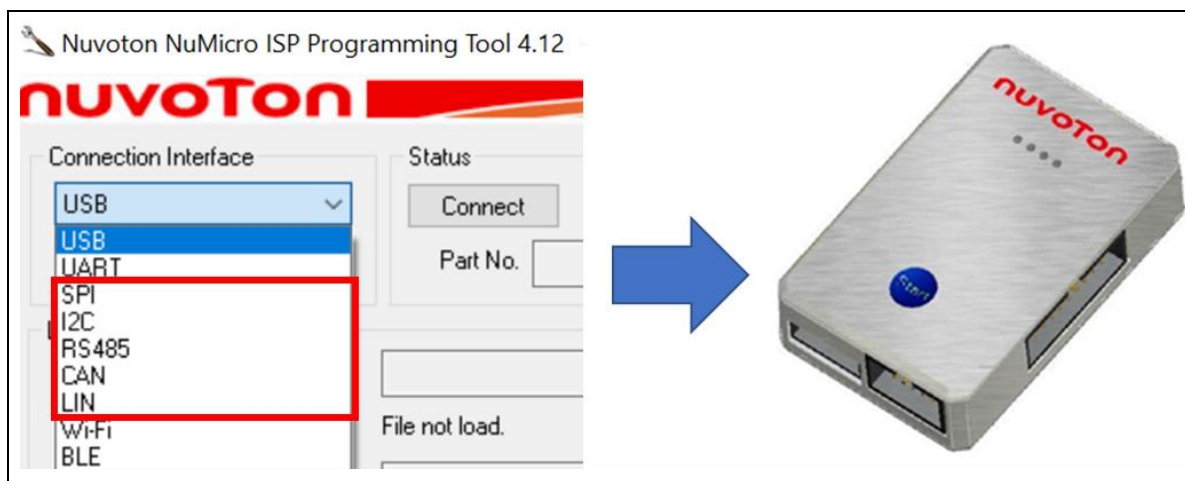 Nuvoton NuMicro ISP Programming Tool 4.12
nuvoTon
Connection Interface
Status
USB
Connect
USB
UART
Part No.
SPI
I2C
RS485
CAN
LIN
Wi-Fi
File not load.
BLE
nuvoTon
Start